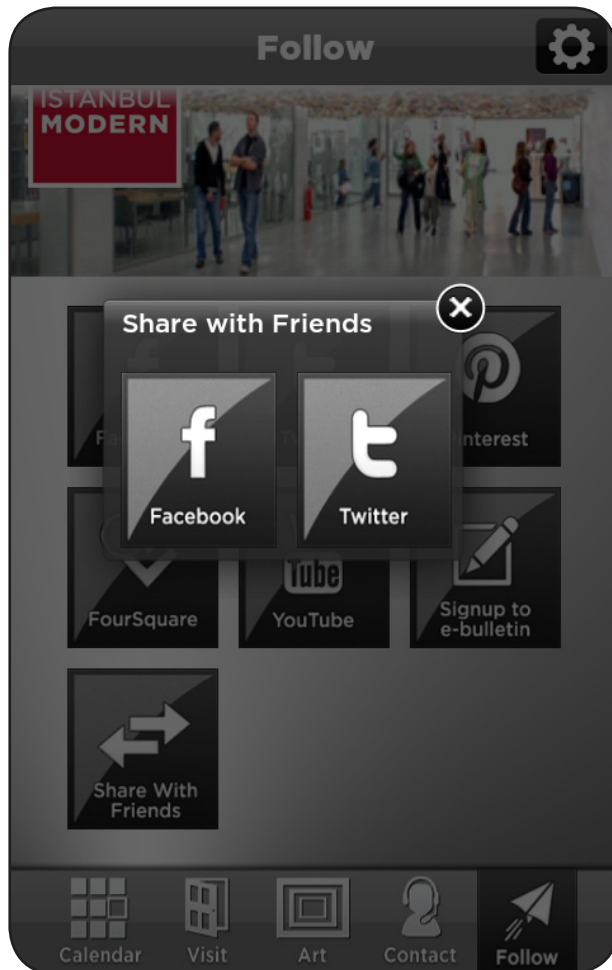 Follow
ISTANBUL
MODERN
Share with Friends
Facebook
Twitter
FourSquare
Tube
YouTube
Signup to
e-bulletin
Share With
Friends
Calendar
Visit
Art
Contact
Follow